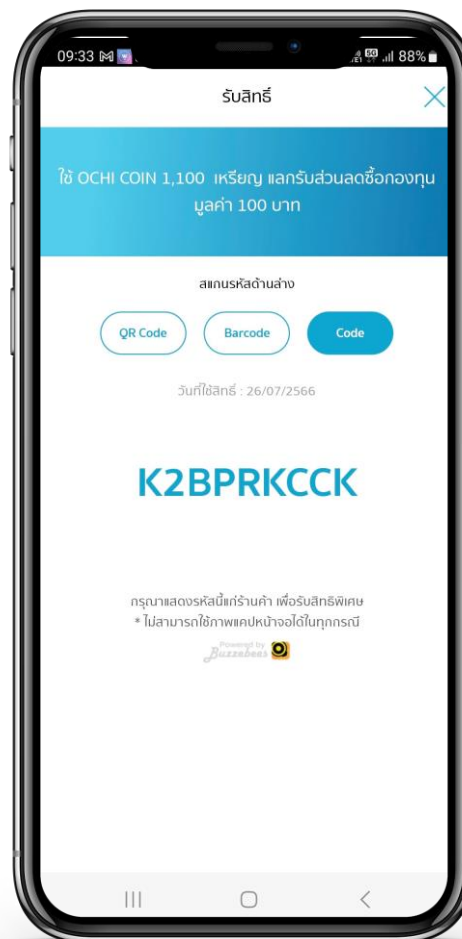 09:33
5G
88%
รับสิทธิ์
ใช้ OCHI COIN 1,100 เหรียญ แลกรับส่วนลดซื้อกองทุน
มูลค่า 100 บาท
สแกนรหัสด้านล่าง
QR Code
Barcode
Code
วันที่ใช้สิทธิ์ : 26/07/2566
K2BPRKCCK
กรุณาแสดงรหัสนี้แก่ร้านค้า เพื่อรับสิทธิพิเศษ
* ไม่สามารถใช้ภาพแคปหน้าจอได้ในทุกกรณี
Powered by
Buzzebees